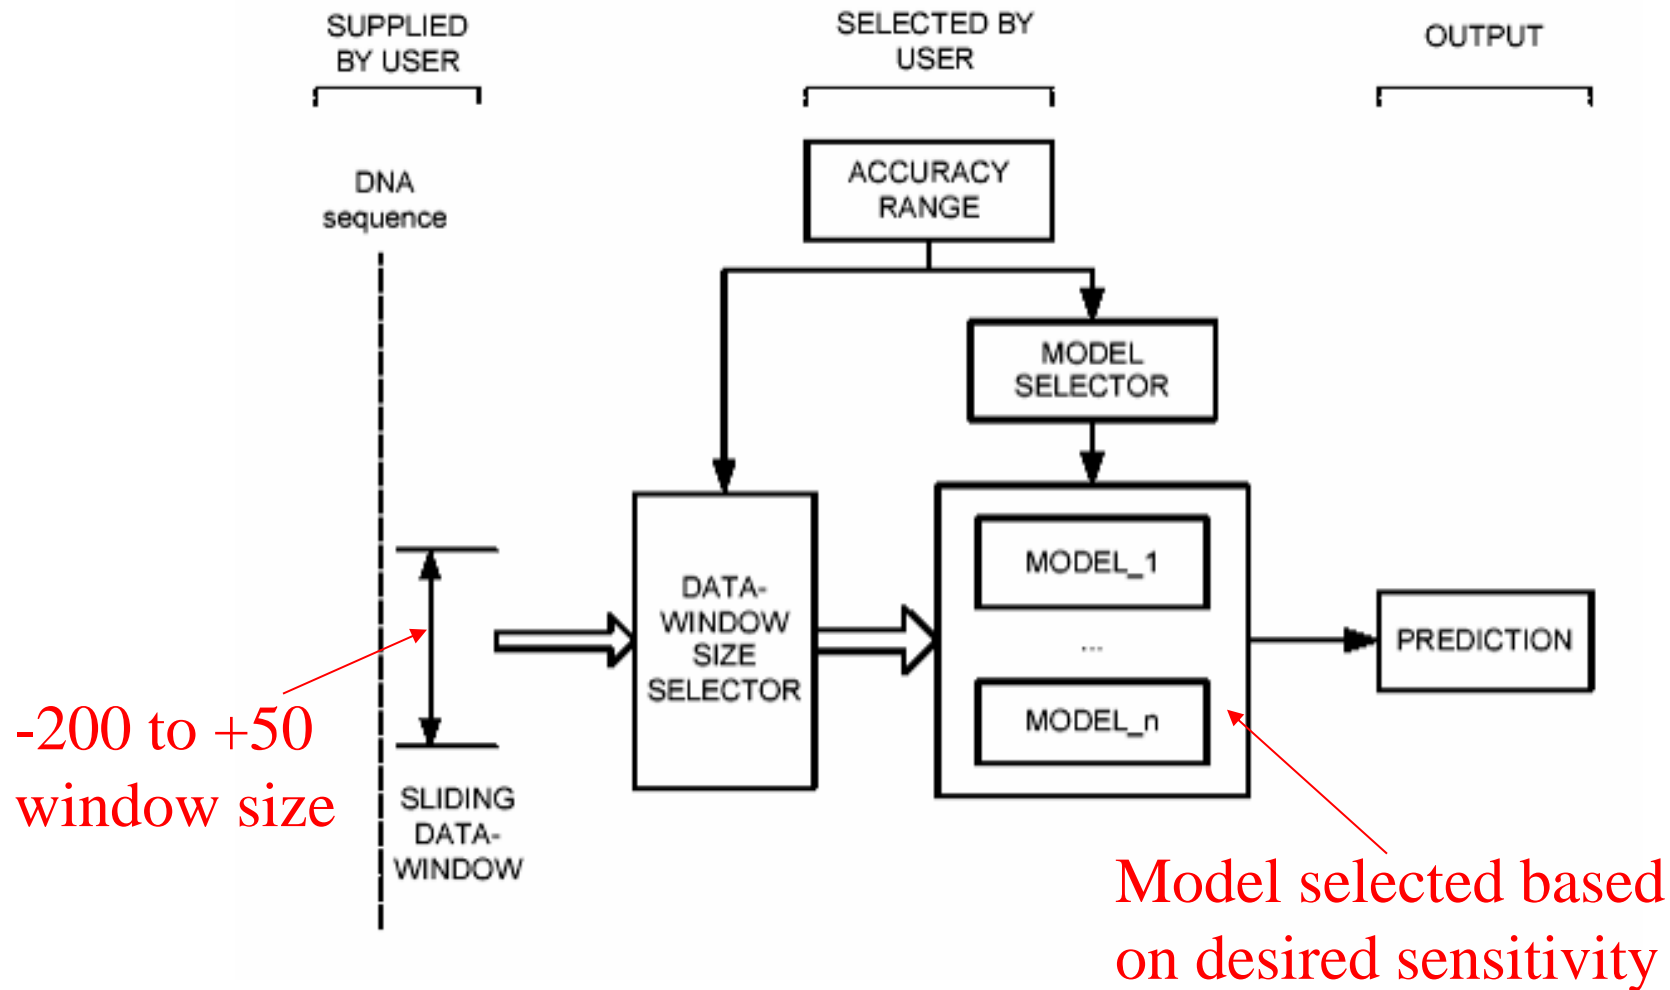 SUPPLIED
BY USER
SELECTED BY
USER
OUTPUT
DNA
sequence
ACCURACY
RANGE
MODEL
SELECTOR
DATA-
WINDOW
SIZE
SELECTOR
MODEL_1
...
MODEL_n
PREDICTION
-200 to +50
window size
SLIDING
DATA-
WINDOW
Model selected based
on desired sensitivity